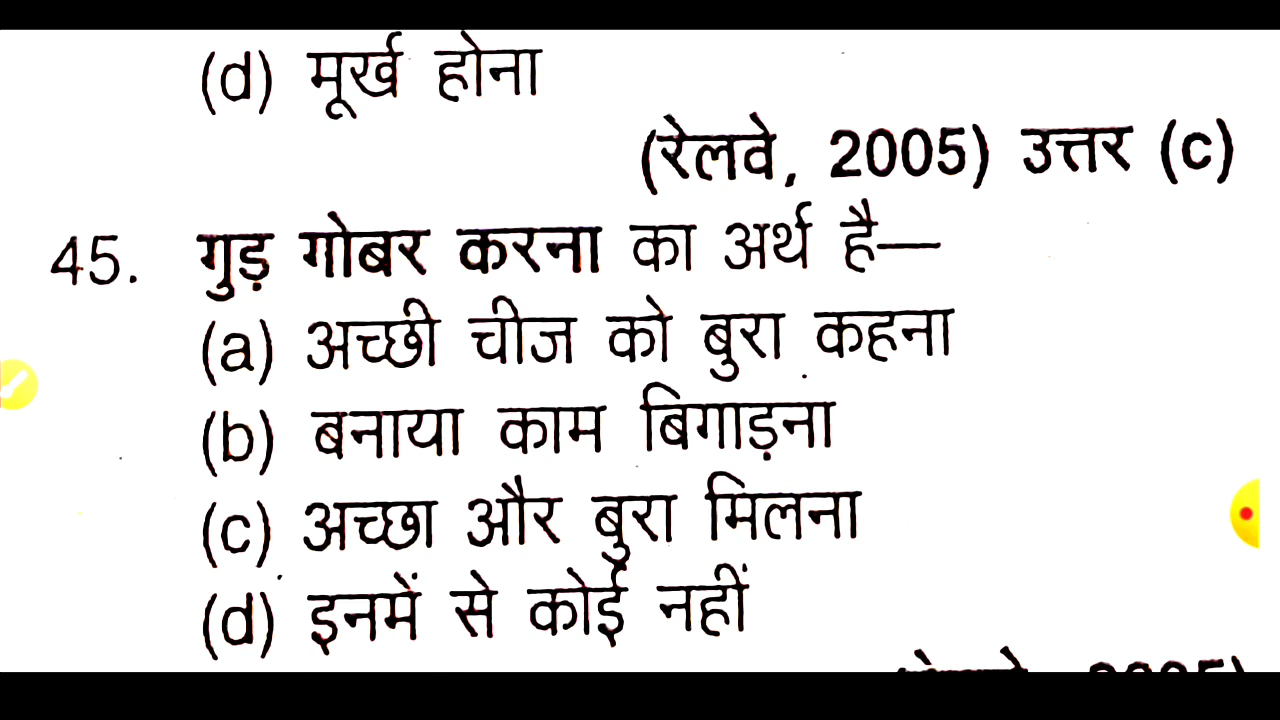 (d) मूर्ख होना
(रेलवे, 2005) उत्तर (c)
45. गुड़ गोबर करना का अर्थ है—
(a) अच्छी चीज को बुरा कहना
(b) बनाया काम बिगाड़ना
(c) अच्छा और बुरा मिलना
(d) इनमें से कोई नहीं